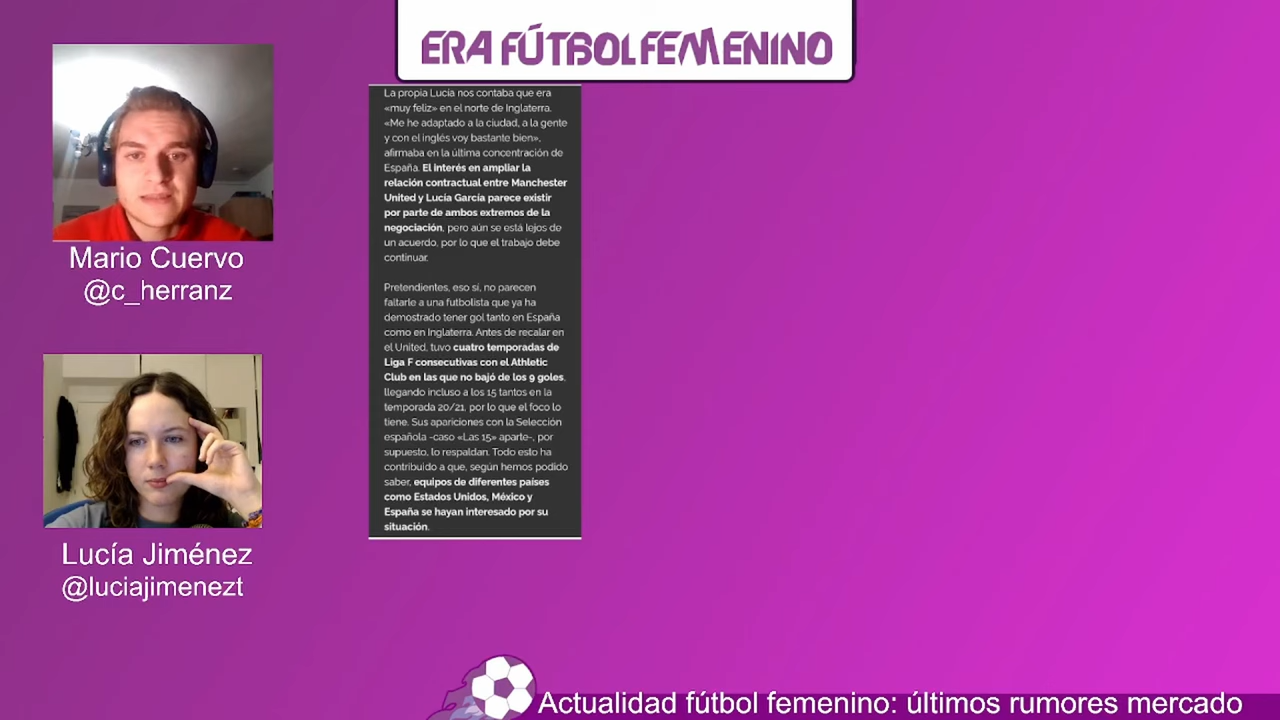 ERA FÚTBOL FEMENINO
Mario Cuervo
@c_herranz
Lucía Jiménez
@luciajimenezt
La propia Lucía nos contaba que era
«muy feliz» en el norte de Inglaterra.
«Me he adaptado a la ciudad, a la gente
y con el inglés voy bastante bien»,
afirmaba en la última concentración de
España. El interés en ampliar la
relación contractual entre Manchester
United y Lucía García parece existir
por parte de ambos extremos de la
negociación, pero aún se está lejos de
un acuerdo, por lo que el trabajo debe
continuar.
Pretendientes, eso sí, no parecen
faltarle a una futbolista que ya ha
demostrado tener gol tanto en España
como en Inglaterra. Antes de recalar en
el United, tuvo cuatro temporadas de
Liga F consecutivas con el Athletic
Club en las que no bajó de los 9 goles,
llegando incluso a los 15 tantos en la
temporada 20/21, por lo que el foco lo
tiene. Sus apariciones con la Selección
española -caso «Las 15» aparte-, por
supuesto, lo respaldan. Todo esto ha
contribuido a que, según hemos podido
saber, equipos de diferentes países
como Estados Unidos, México y
España se hayan interesado por su
situación.
Actualidad fútbol femenino: últimos rumores mercado